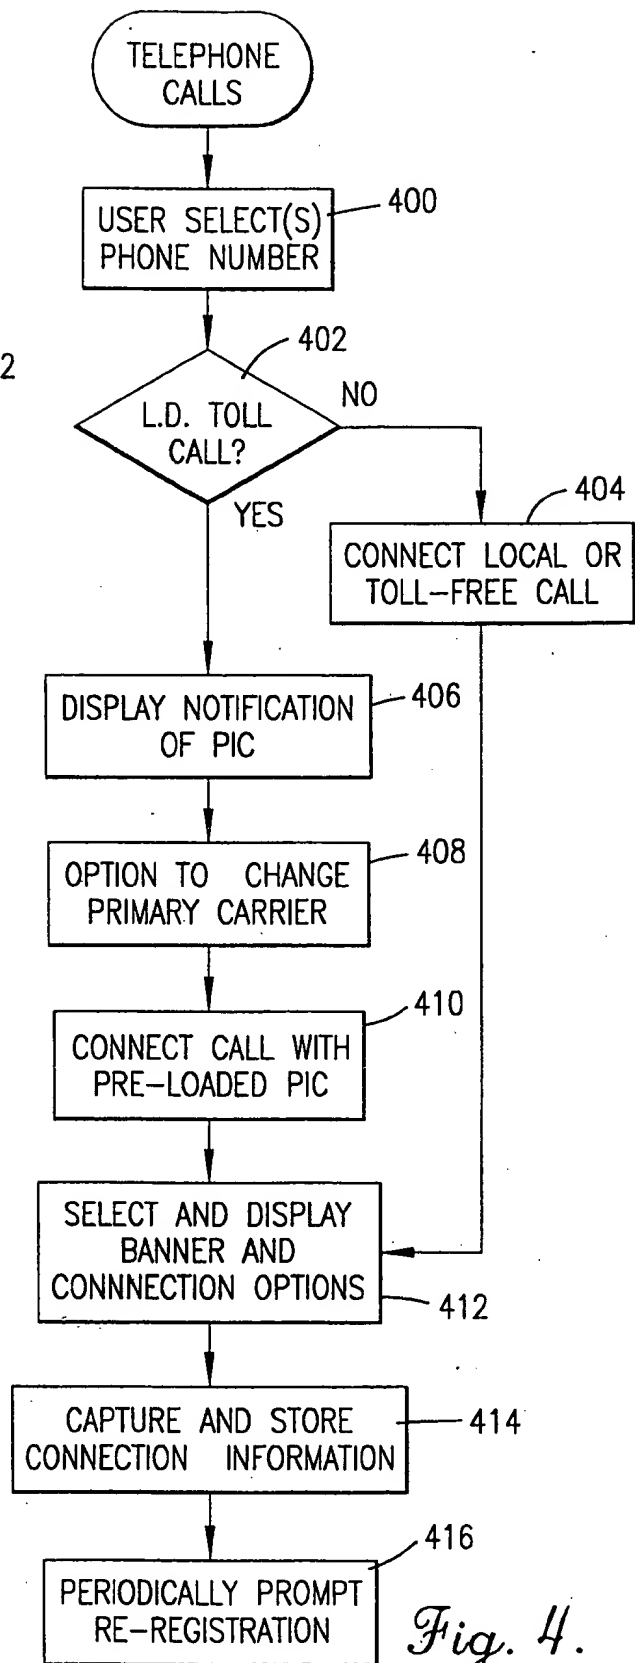 TELEPHONE
CALLS
400
USER SELECT(S)
PHONE NUMBER
402
2
L.D. TOLL
CALL?
NO
YES
404
CONNECT LOCAL OR
TOLL-FREE CALL
406
DISPLAY NOTIFICATION
OF PIC
408
OPTION TO CHANGE
PRIMARY CARRIER
410
CONNECT CALL WITH
PRE-LOADED PIC
SELECT AND DISPLAY
BANNER AND
CONNNECTION OPTIONS
412
CAPTURE AND STORE
CONNECTION INFORMATION
414
416
PERIODICALLY PROMPT
RE-REGISTRATION
Fig. 4.